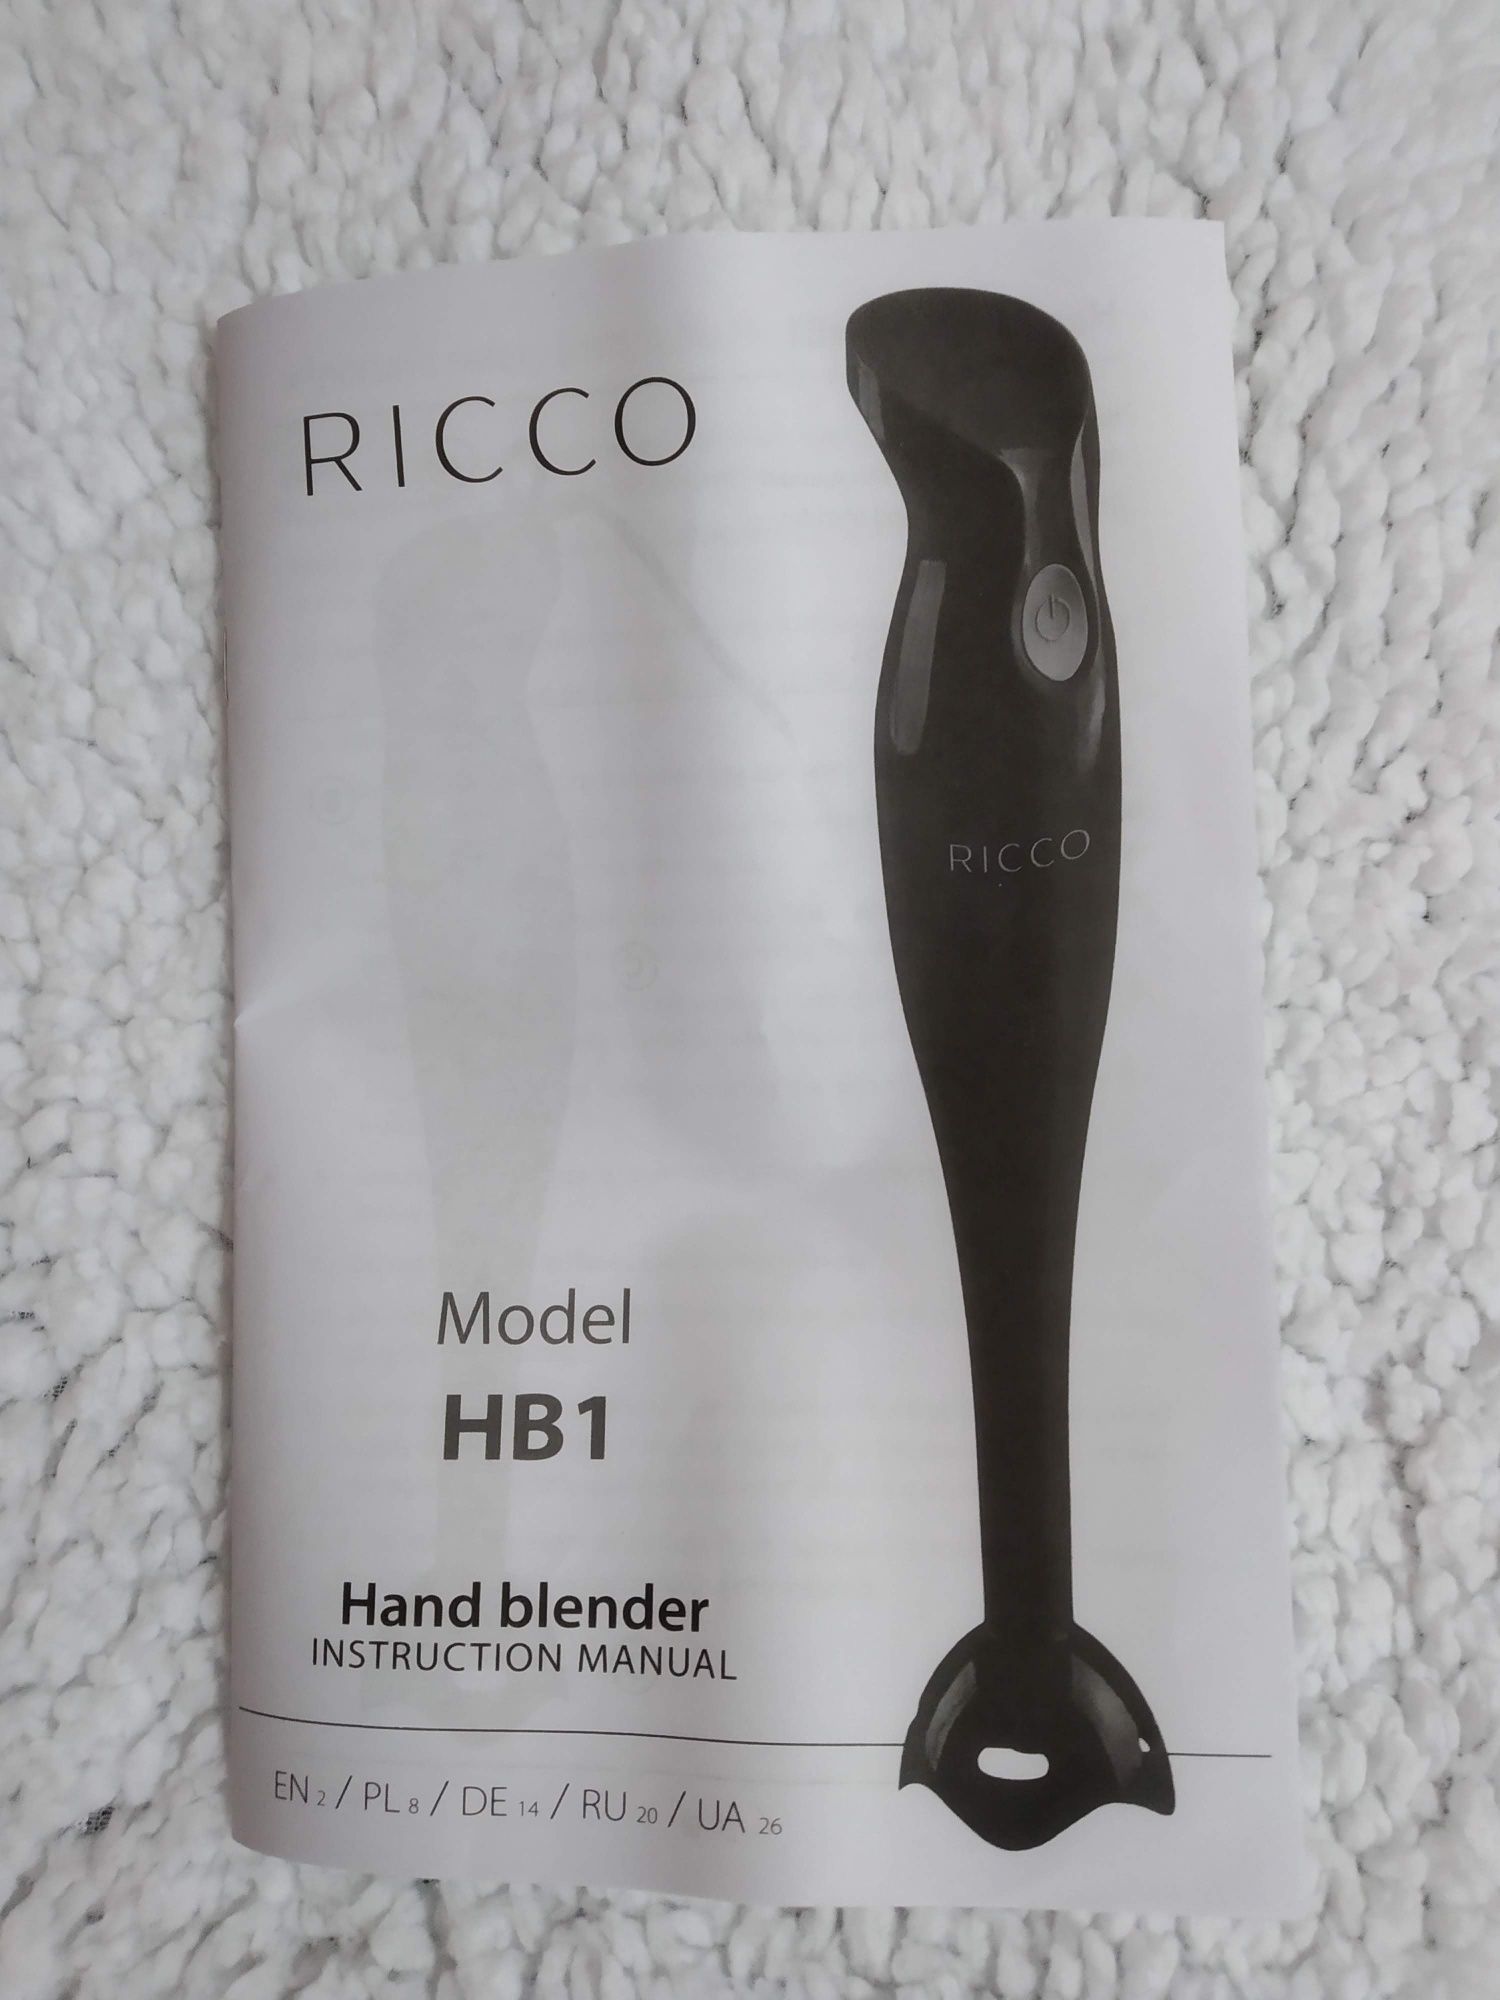 RICCO
RICCO
Model
HB1
Hand blender
INSTRUCTION MANUAL
EN 2 / PL 8 / DE 14 / RU 20 / UA 26